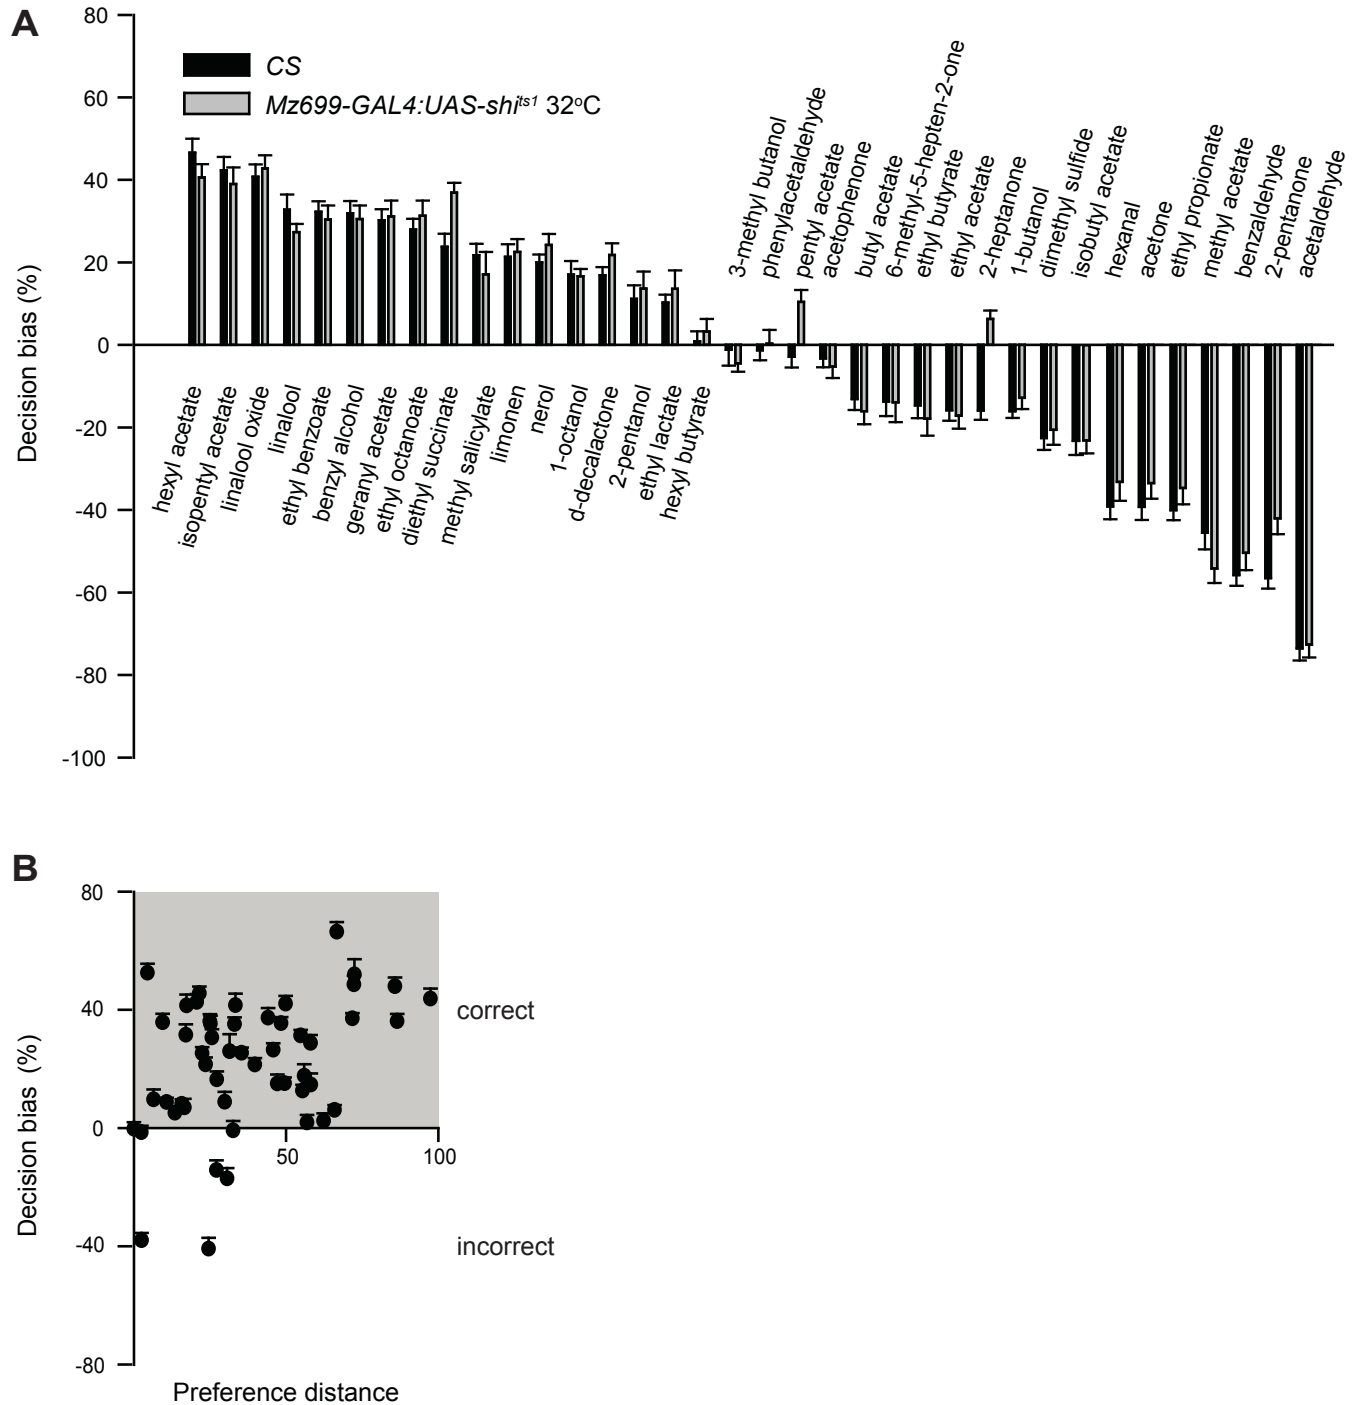 A
80
60
40
20
0
-20
-40
-60
-80
-100
Decision bias (%)
CS
Mz699-GAL4:UAS-shi^ts1 32°C
hexyl acetate
isopentyl acetate
linalool oxide
linalool
ethyl benzoate
benzyl alcohol
geranyl acetate
ethyl octanoate
diethyl succinate
methyl salicylate
limonen
nerol
1-octanol
d-decalactone
2-pentanol
ethyl lactate
hexyl butyrate
3-methyl butanol
phenylacetaldehyde
pentyl acetate
acetophenone
butyl acetate
6-methyl-5-hepten-2-one
ethyl butyrate
ethyl acetate
2-heptanone
1-butanol
dimethyl sulfide
isobutyl acetate
hexanal
acetone
ethyl propionate
methyl acetate
benzaldehyde
2-pentanone
acetaldehyde
B
80
40
0
-40
-80
Decision bias (%)
50
100
correct
incorrect
Preference distance